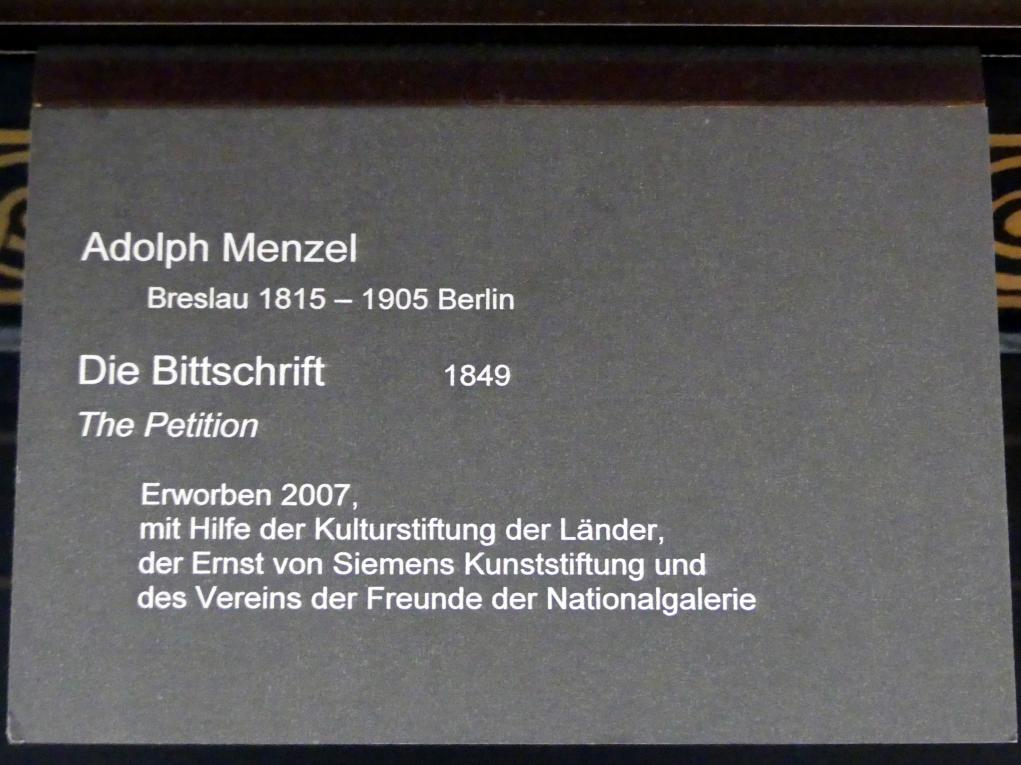 Adolph Menzel
Breslau 1815 – 1905 Berlin
Die Bittschrift 1849
The Petition
Erworben 2007,
mit Hilfe der Kulturstiftung der Länder,
der Ernst von Siemens Kunststiftung und
des Vereins der Freunde der Nationalgalerie